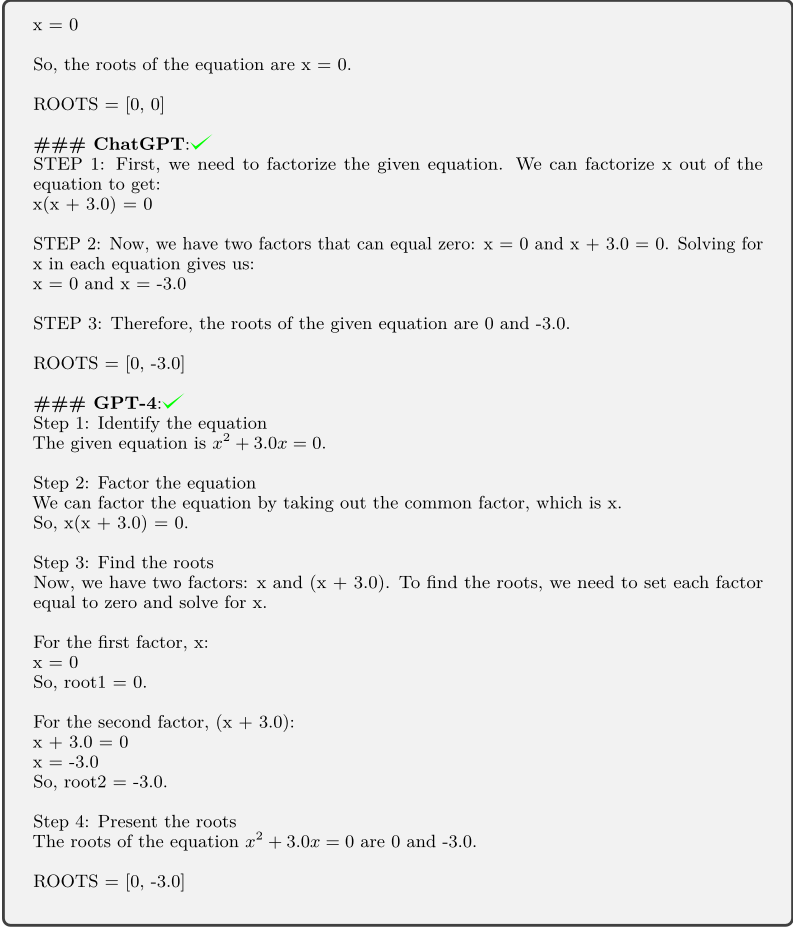 x = 0
So, the roots of the equation are x = 0.
ROOTS = [0, 0]
### ChatGPT:✓
STEP 1: First, we need to factorize the given equation. We can factorize x out of the
equation to get:
x(x + 3.0) = 0
STEP 2: Now, we have two factors that can equal zero: x = 0 and x + 3.0 = 0. Solving for
x in each equation gives us:
x = 0 and x = -3.0
STEP 3: Therefore, the roots of the given equation are 0 and -3.0.
ROOTS = [0, -3.0]
### GPT-4:✓
Step 1: Identify the equation
The given equation is x² + 3.0x = 0.
Step 2: Factor the equation
We can factor the equation by taking out the common factor, which is x.
So, x(x + 3.0) = 0.
Step 3: Find the roots
Now, we have two factors: x and (x + 3.0). To find the roots, we need to set each factor
equal to zero and solve for x.
For the first factor, x:
x = 0
So, root1 = 0.
For the second factor, (x + 3.0):
x + 3.0 = 0
x = -3.0
So, root2 = -3.0.
Step 4: Present the roots
The roots of the equation x² + 3.0x = 0 are 0 and -3.0.
ROOTS = [0, -3.0]